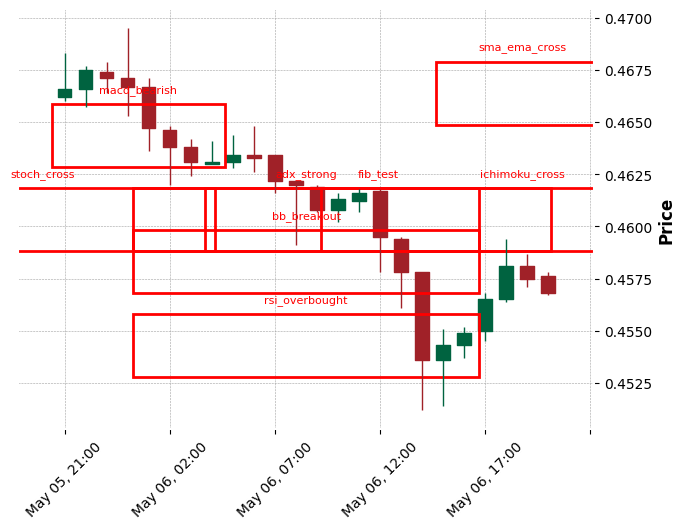 0.4700
sma_ema_cross
0.4675
macd_bearish
0.4650
stoch_cross
adx_strong
fib_test
ichimoku_cross
0.4625
bb_breakout
0.4600
Price
0.4575
rsi_overbought
0.4550
0.4525
May 05, 21:00
May 06, 02:00
May 06, 07:00
May 06, 12:00
May 06, 17:00